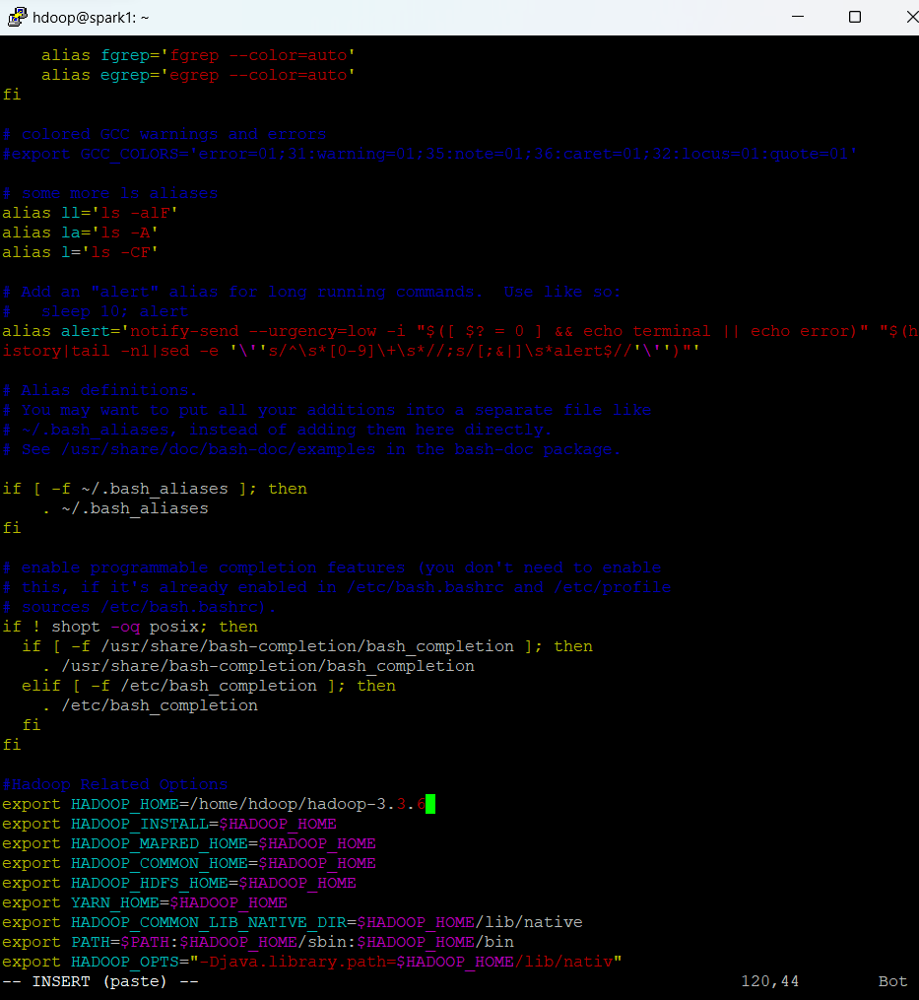 hdoop@spark1: ~
    alias fgrep='fgrep --color=auto'
    alias egrep='egrep --color=auto'
fi
# colored GCC warnings and errors
#export GCC_COLORS='error=01;31:warning=01;35:note=01;36:caret=01;32:locus=01:quote=01'
# some more ls aliases
alias ll='ls -alF'
alias la='ls -A'
alias l='ls -CF'
# Add an "alert" alias for long running commands.  Use like so:
#   sleep 10; alert
alias alert='notify-send --urgency=low -i "$([ $? = 0 ] && echo terminal || echo error)" "$(h
istory|tail -n1|sed -e '\''s/^\s*[0-9]\+\s*//;s/[;&|]\s*alert$//'\'')"'
# Alias definitions.
# You may want to put all your additions into a separate file like
# ~/.bash_aliases, instead of adding them here directly.
# See /usr/share/doc/bash-doc/examples in the bash-doc package.
if [ -f ~/.bash_aliases ]; then
    . ~/.bash_aliases
fi
# enable programmable completion features (you don't need to enable
# this, if it's already enabled in /etc/bash.bashrc and /etc/profile
# sources /etc/bash.bashrc).
if ! shopt -oq posix; then
  if [ -f /usr/share/bash-completion/bash_completion ]; then
    . /usr/share/bash-completion/bash_completion
  elif [ -f /etc/bash_completion ]; then
    . /etc/bash_completion
  fi
fi
#Hadoop Related Options
export HADOOP_HOME=/home/hdoop/hadoop-3.3.6
export HADOOP_INSTALL=$HADOOP_HOME
export HADOOP_MAPRED_HOME=$HADOOP_HOME
export HADOOP_COMMON_HOME=$HADOOP_HOME
export HADOOP_HDFS_HOME=$HADOOP_HOME
export YARN_HOME=$HADOOP_HOME
export HADOOP_COMMON_LIB_NATIVE_DIR=$HADOOP_HOME/lib/native
export PATH=$PATH:$HADOOP_HOME/sbin:$HADOOP_HOME/bin
export HADOOP_OPTS="-Djava.library.path=$HADOOP_HOME/lib/nativ"
-- INSERT (paste) -- 120,44 Bot